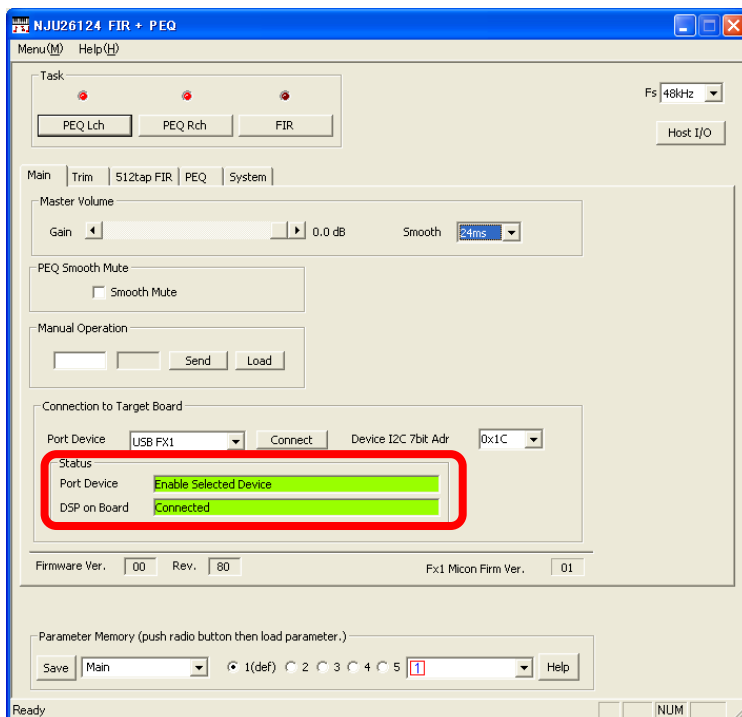 NJU26124 FIR + PEQ
Menu(M) Help(H)
Task
PEQ Lch PEQ Rch FIR
Fs 48kHz
Host I/O
Main Trim 512tap FIR PEQ System
Master Volume
Gain 0.0 dB Smooth 24ms
PEQ Smooth Mute
Smooth Mute
Manual Operation
Send Load
Connection to Target Board
Port Device USB FX1 Connect Device I2C 7bit Adr 0x1C
Status
Port Device Enable Selected Device
DSP on Board Connected
Firmware Ver. 00 Rev. 80 Fx1 Micon Firm Ver. 01
Parameter Memory (push radio button then load parameter.)
Save Main 1(def) 2 3 4 5 1 Help
Ready NUM